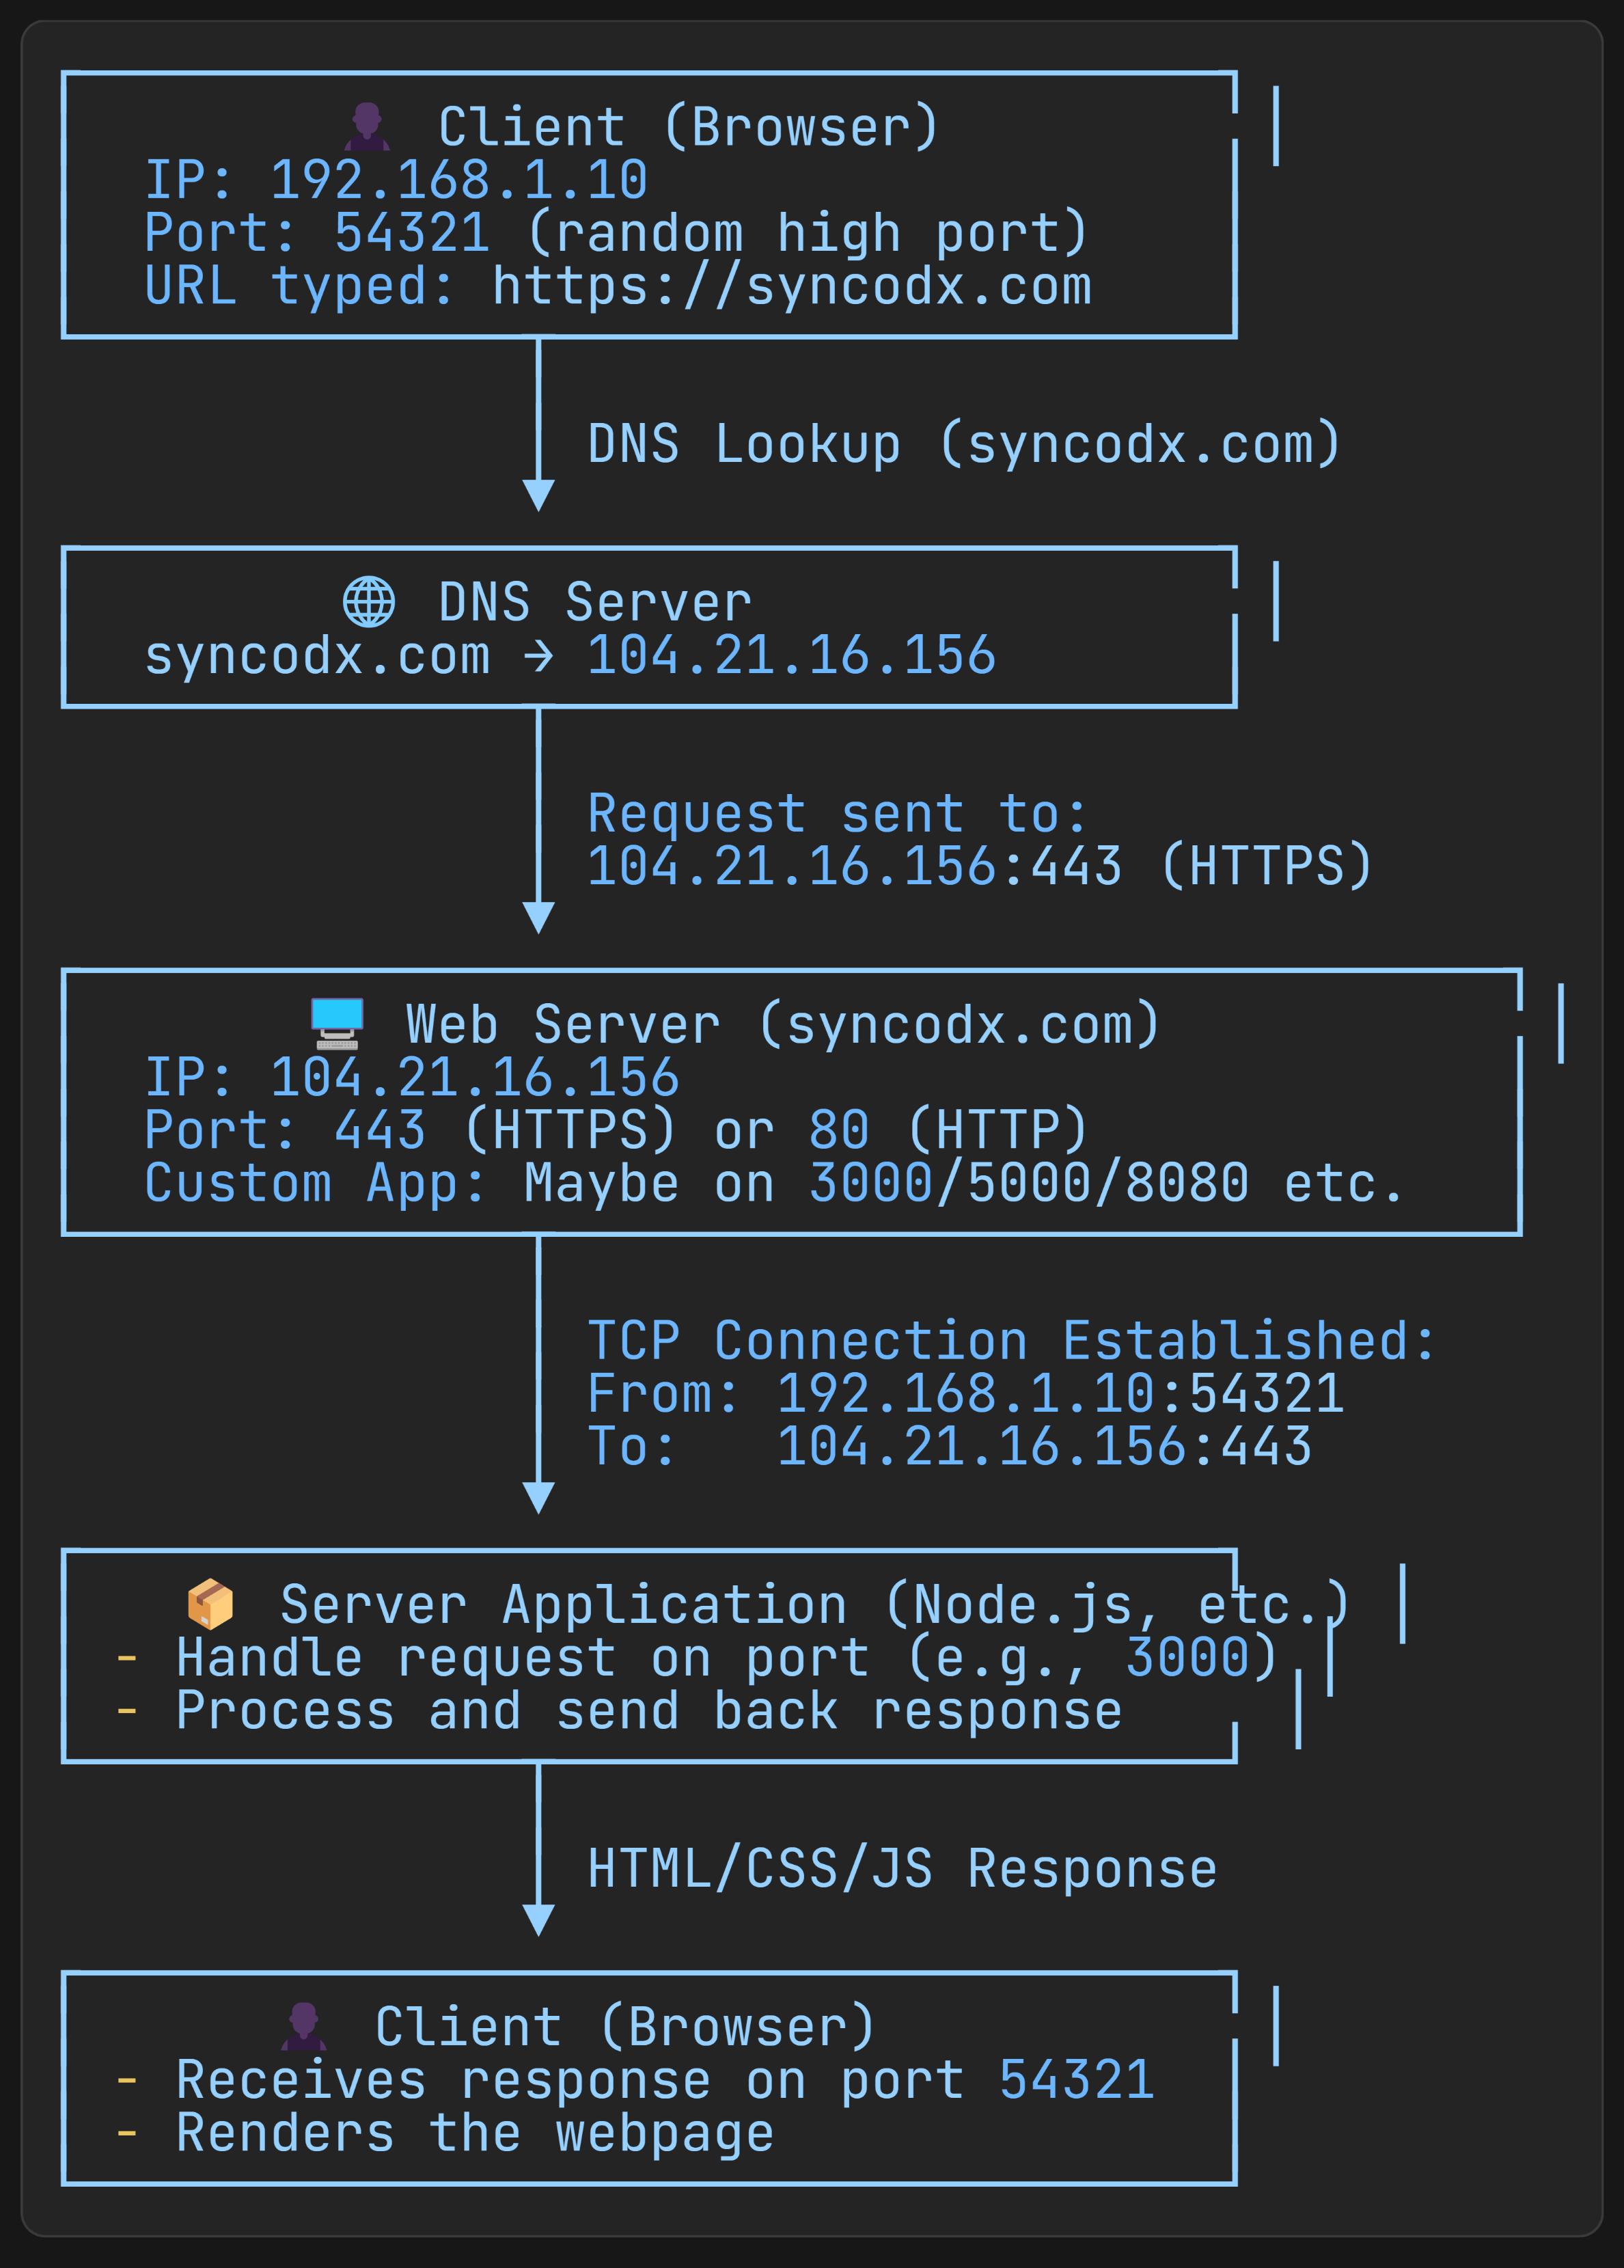 👤 Client (Browser)
IP: 192.168.1.10
Port: 54321 (random high port)
URL typed: https://syncodx.com
DNS Lookup (syncodx.com)
🌐 DNS Server
syncodx.com → 104.21.16.156
Request sent to:
104.21.16.156:443 (HTTPS)
🖥️ Web Server (syncodx.com)
IP: 104.21.16.156
Port: 443 (HTTPS) or 80 (HTTP)
Custom App: Maybe on 3000/5000/8080 etc.
TCP Connection Established:
From: 192.168.1.10:54321
To:   104.21.16.156:443
📦 Server Application (Node.js, etc.)
- Handle request on port (e.g., 3000)
- Process and send back response
HTML/CSS/JS Response
👤 Client (Browser)
- Receives response on port 54321
- Renders the webpage